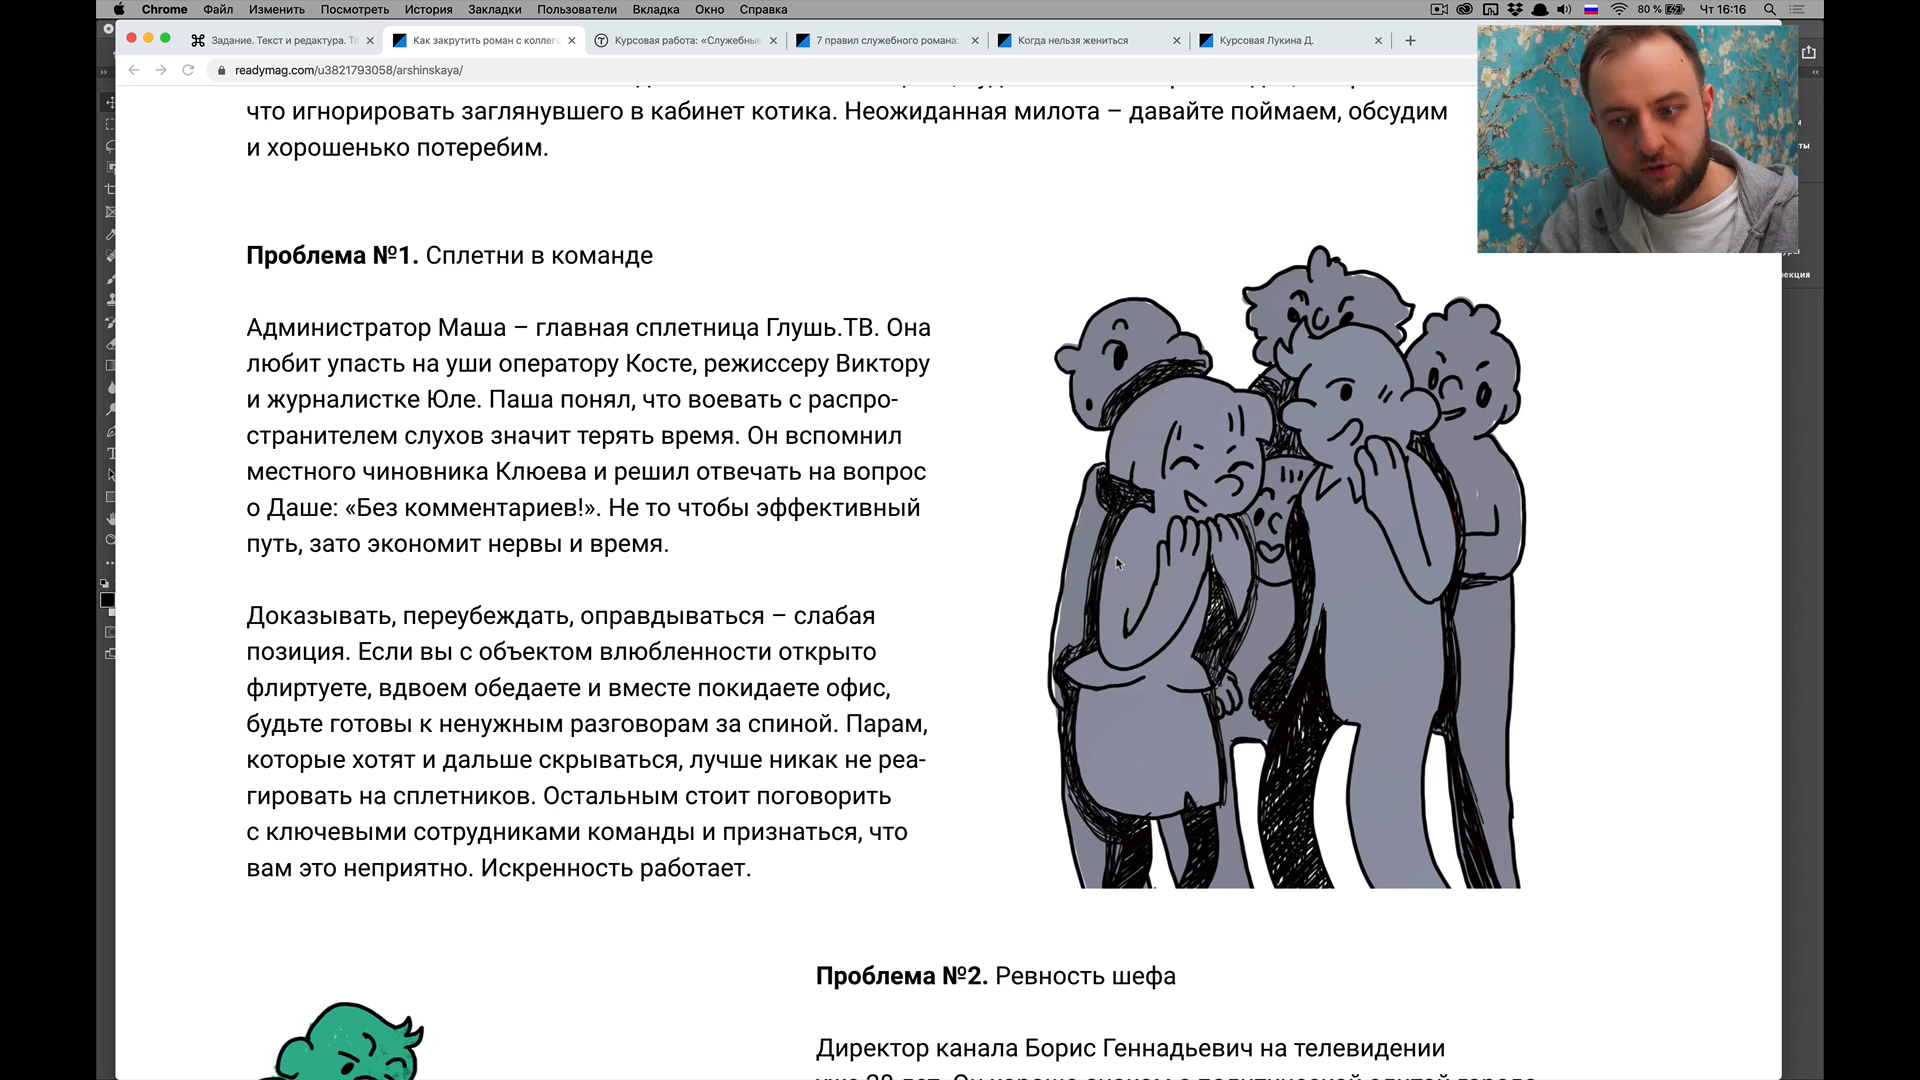 Chrome Файл Изменить Просмотреть История Закладки Пользователи Вкладка Окно Справка 80 % Чт 16:16
Задание. Текст и редактура. Те
Как закрутить роман с коллег
Курсовая работа: «Служебные
7 правил служебного романа:
Когда нельзя жениться
Курсовая Лукина Д.
readymag.com/u3821793058/arshinskaya/
что игнорировать заглянувшего в кабинет котика. Неожиданная милота – давайте поймаем, обсудим
и хорошенько потеребим.
Проблема №1. Сплетни в команде
Администратор Маша – главная сплетница Глушь.ТВ. Она
любит упасть на уши оператору Косте, режиссеру Виктору
и журналистке Юле. Паша понял, что воевать с распро-
странителем слухов значит терять время. Он вспомнил
местного чиновника Клюева и решил отвечать на вопрос
о Даше: «Без комментариев!». Не то чтобы эффективный
путь, зато экономит нервы и время.
Доказывать, переубеждать, оправдываться – слабая
позиция. Если вы с объектом влюбленности открыто
флиртуете, вдвоем обедаете и вместе покидаете офис,
будьте готовы к ненужным разговорам за спиной. Парам,
которые хотят и дальше скрываться, лучше никак не реа-
гировать на сплетников. Остальным стоит поговорить
с ключевыми сотрудниками команды и признаться, что
вам это неприятно. Искренность работает.
Проблема №2. Ревность шефа
Директор канала Борис Геннадьевич на телевидении